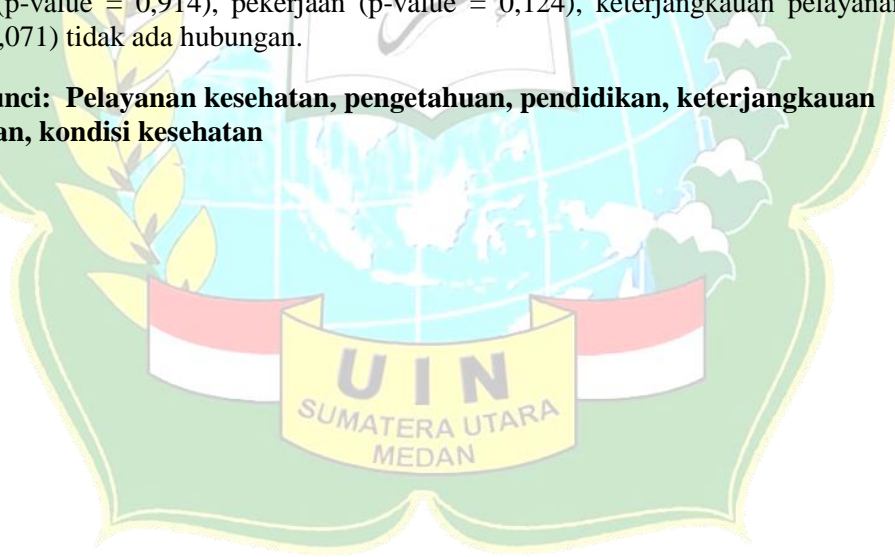 (p-value = 0,914), pekerjaan (p-value = 0,124), keterjangkauan pelayanan
,071) tidak ada hubungan.
unci: Pelayanan kesehatan, pengetahuan, pendidikan, keterjangkauan
an, kondisi kesehatan
UIN
SUMATERA UTARA
MEDAN